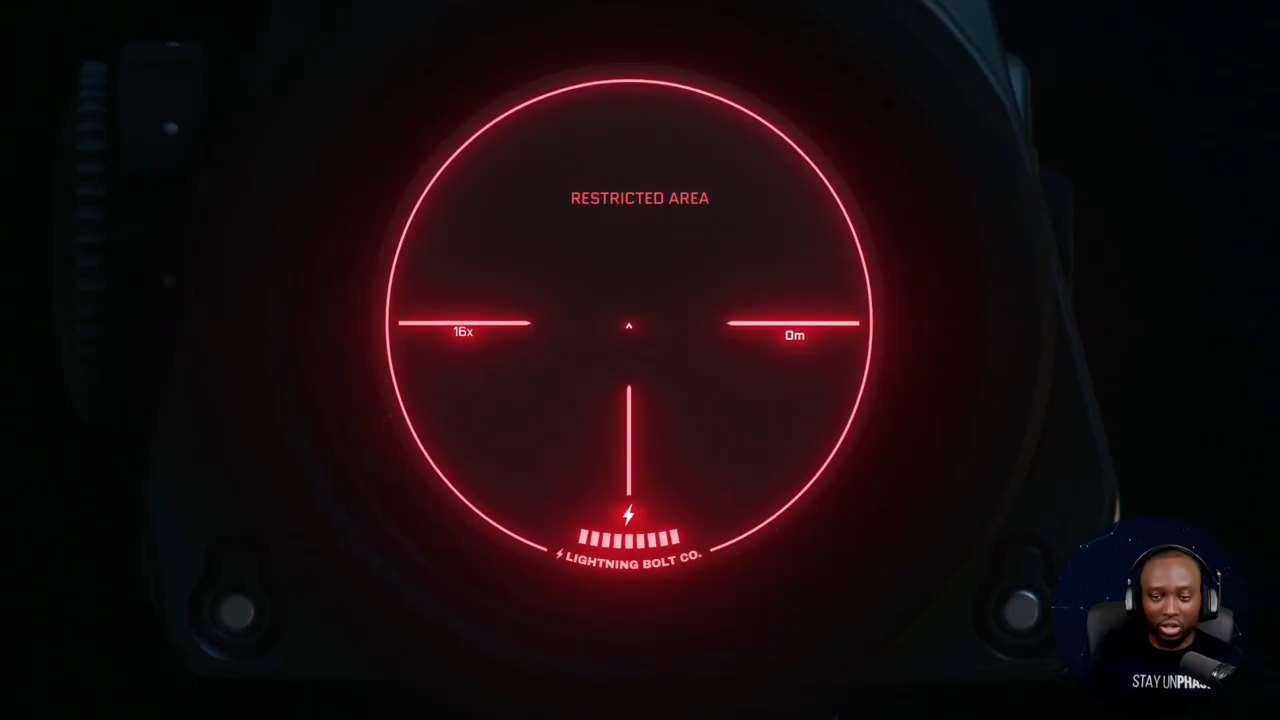 RESTRICTED AREA
16x
0m
LIGHTNING BOLT CO.
STAY UNPHA